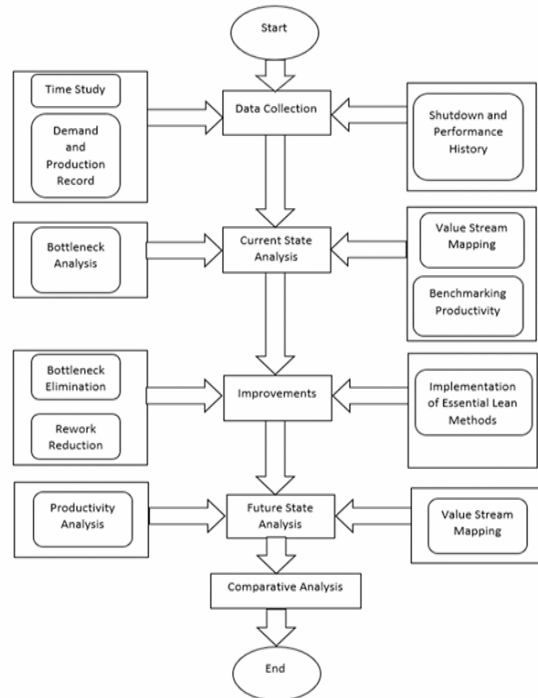 Start
Time Study
Demand
and
Production
Record
Data Collection
Shutdown and
Performance
History
Bottleneck
Analysis
Current State
Analysis
Value Stream
Mapping
Benchmarking
Productivity
Bottleneck
Elimination
Rework
Reduction
Improvements
Implementation
of Essential Lean
Methods
Productivity
Analysis
Future State
Analysis
Value Stream
Mapping
Comparative Analysis
End